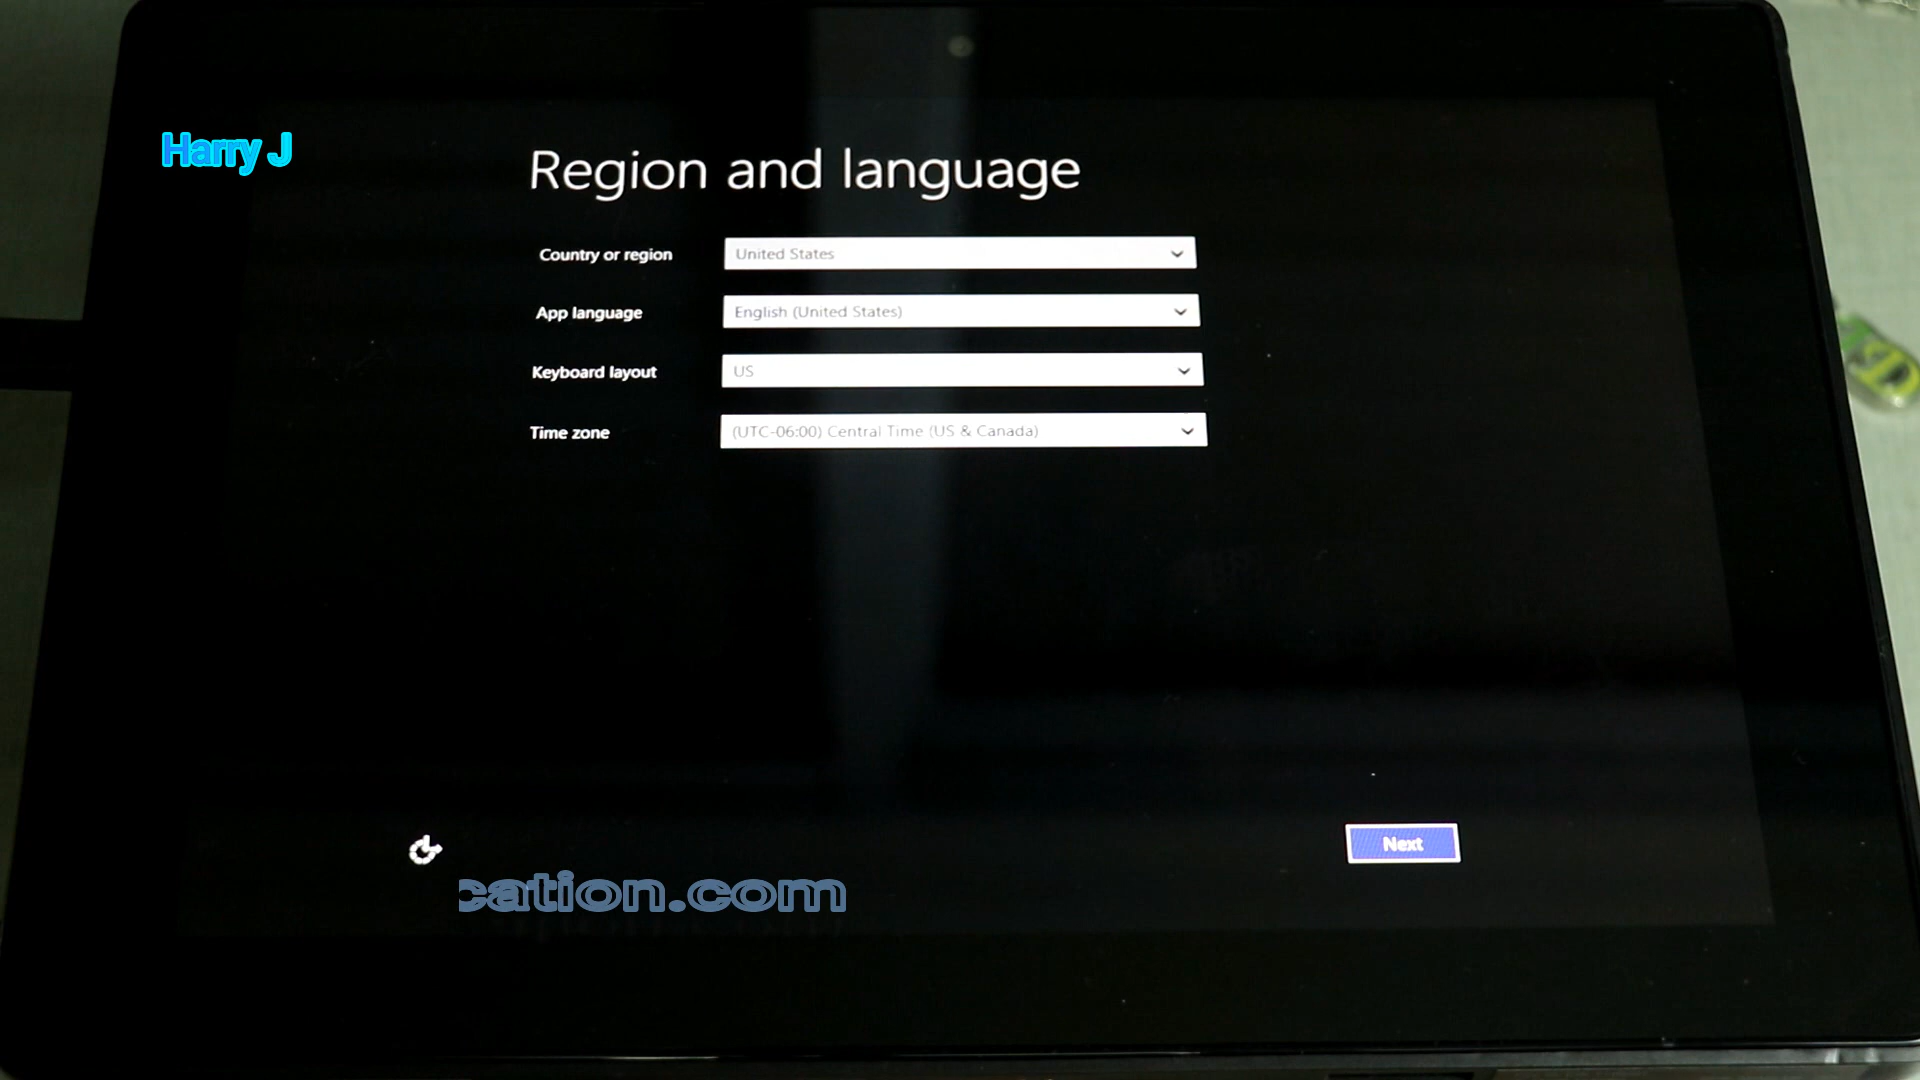 Harry J
Region and language
Country or region United States
App language English (United States)
Keyboard layout US
Time zone (UTC-06:00) Central Time (US & Canada)
Next
cation.com